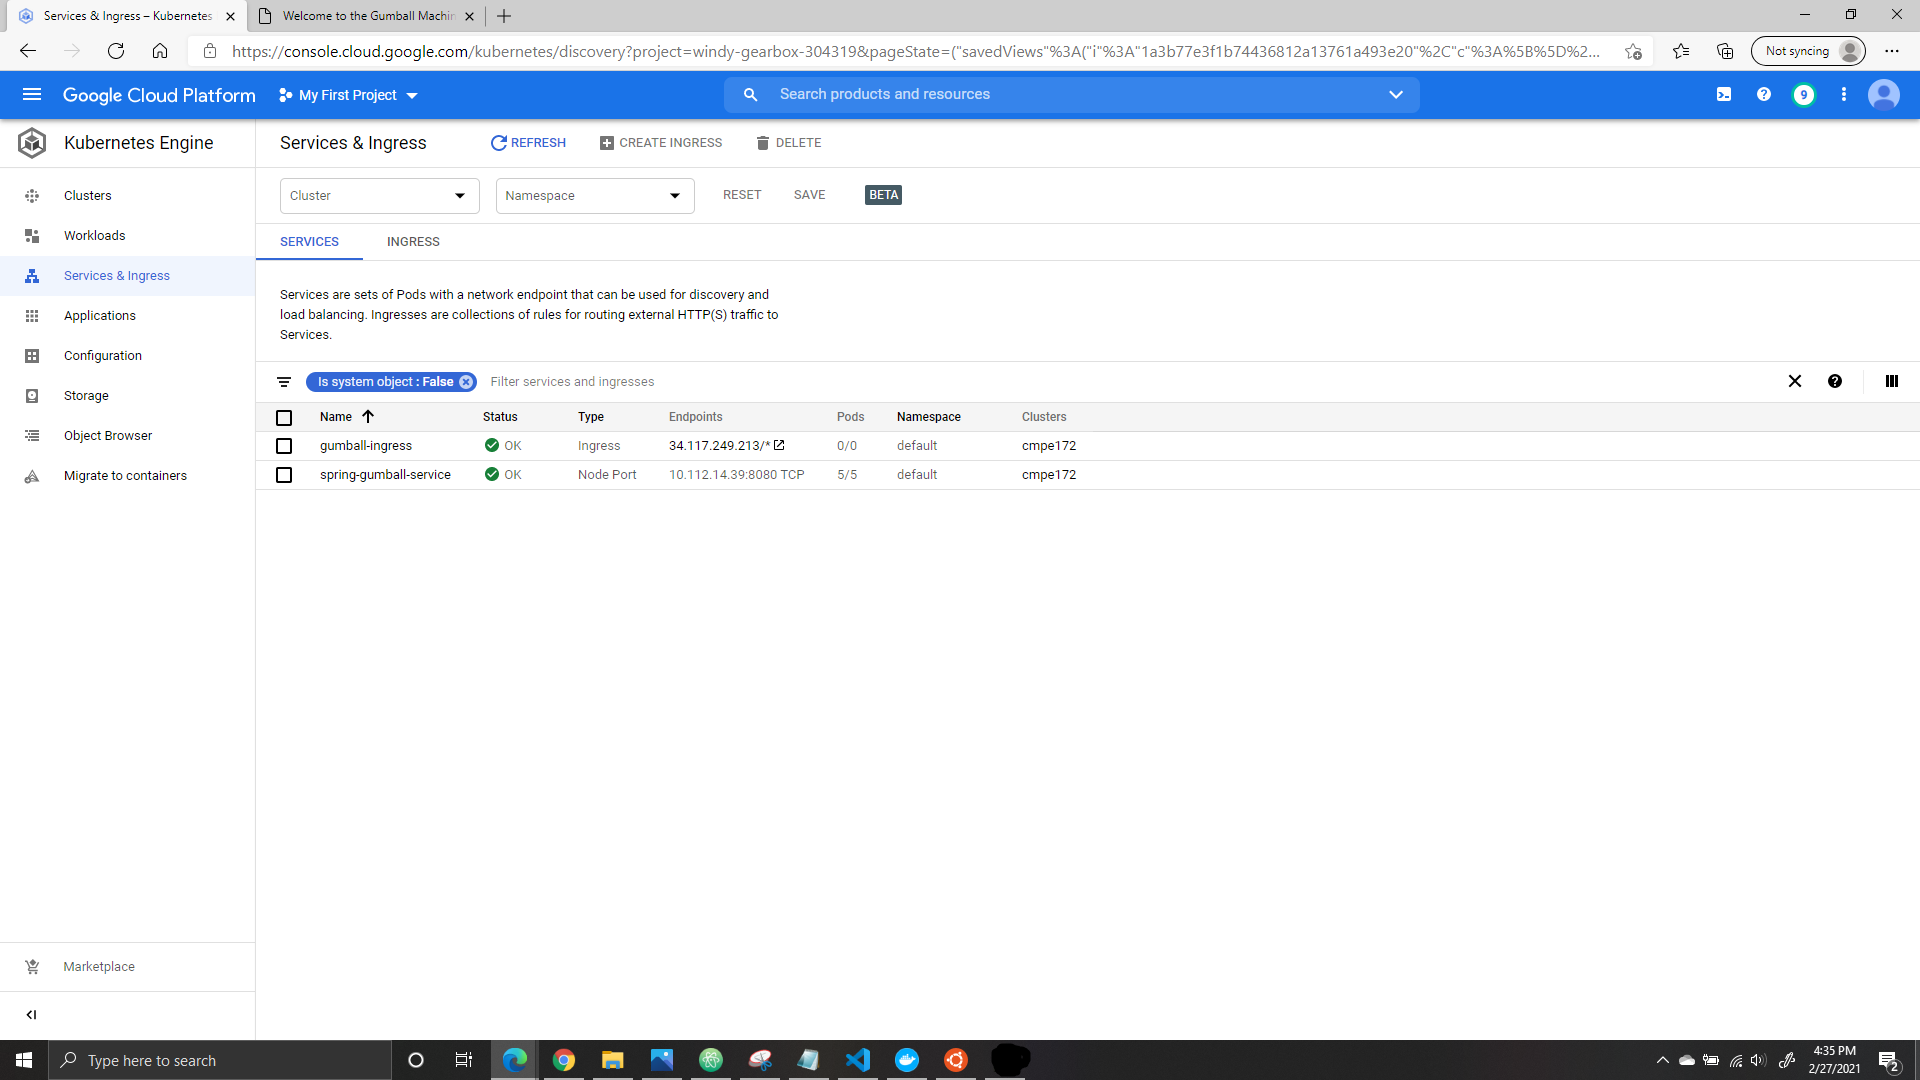 Services & Ingress – Kubernetes
Welcome to the Gumball Machin
https://console.cloud.google.com/kubernetes/discovery?project=windy-gearbox-304319&pageState=("savedViews"%3A("i"%3A"1a3b77e3f1b74436812a13761a493e20"%2C"c"%3A%5B%5D%2...
Not syncing
Google Cloud Platform
My First Project
Search products and resources
9
Kubernetes Engine
Services & Ingress
REFRESH
CREATE INGRESS
DELETE
Clusters
Workloads
Services & Ingress
Applications
Configuration
Storage
Object Browser
Migrate to containers
Marketplace
Cluster
Namespace
RESET
SAVE
BETA
SERVICES
INGRESS
Services are sets of Pods with a network endpoint that can be used for discovery and
load balancing. Ingresses are collections of rules for routing external HTTP(S) traffic to
Services.
Is system object : False
Filter services and ingresses
Name Status Type Endpoints Pods Namespace Clusters
gumball-ingress OK Ingress 34.117.249.213/* 0/0 default cmpe172
spring-gumball-service OK Node Port 10.112.14.39:8080 TCP 5/5 default cmpe172
Type here to search
4:35 PM
2/27/2021
2